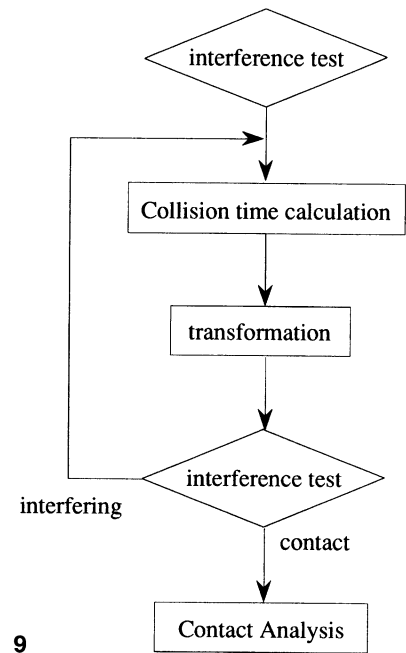 interference test
Collision time calculation
transformation
interference test
interfering
contact
Contact Analysis
9